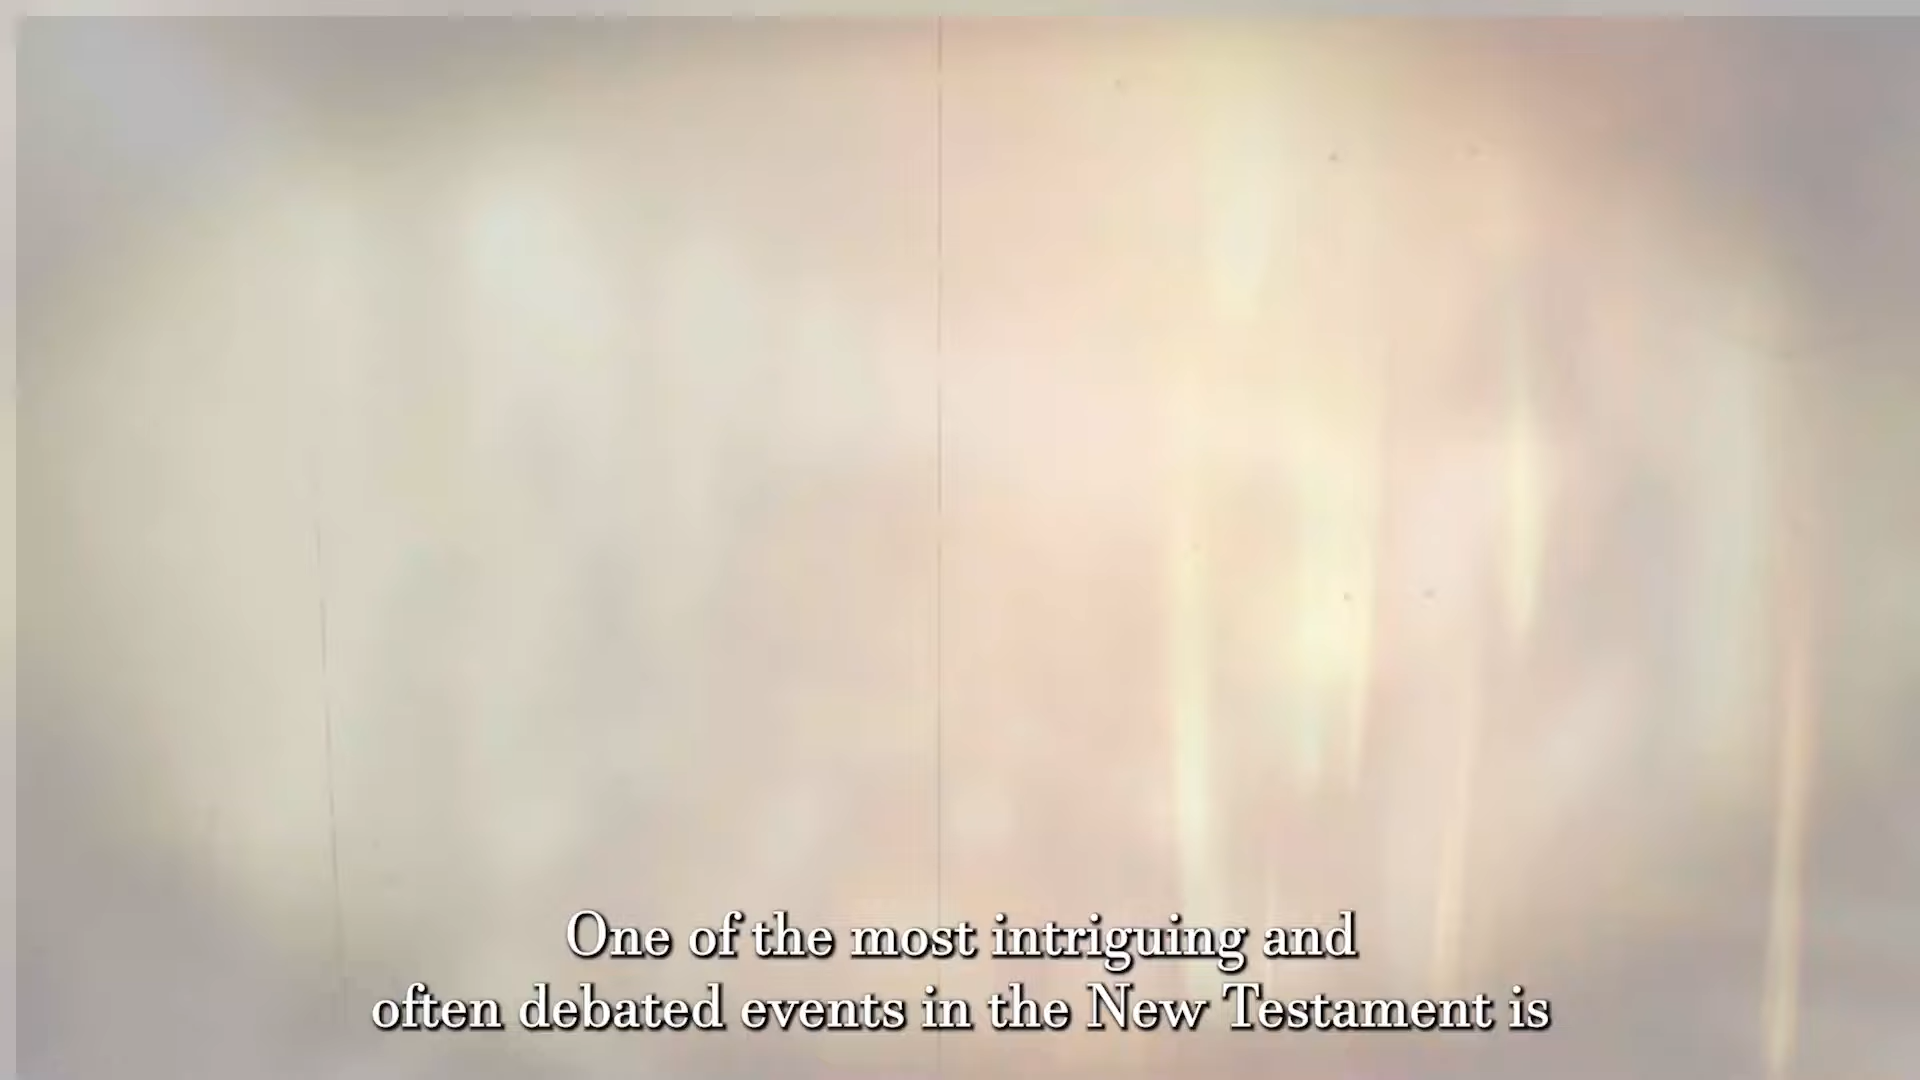 One of the most intriguing and
often debated events in the New Testament is